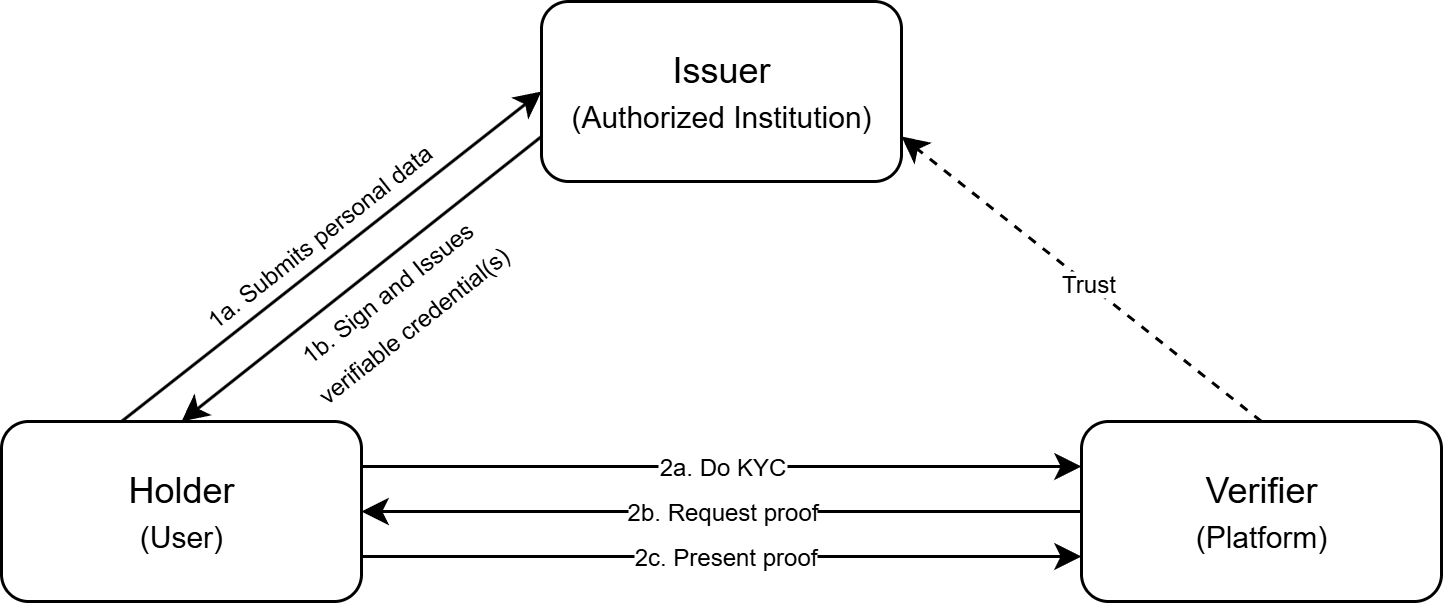 Issuer
(Authorized Institution)
1a. Submits personal data
1b. Sign and Issues
verifiable credential(s)
Trust
Holder
(User)
2a. Do KYC
2b. Request proof
2c. Present proof
Verifier
(Platform)